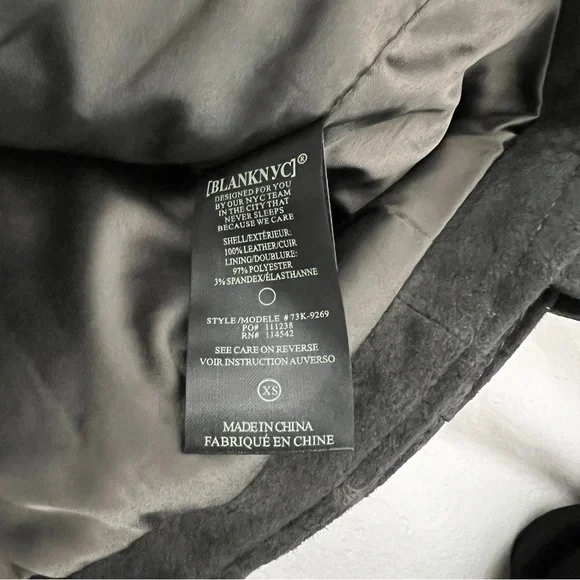 [BLANKNYC]®
DESIGNED FOR YOU
BY OUR NYC TEAM
IN THE CITY THAT
NEVER SLEEPS
BECAUSE WE CARE
SHELL/EXTÉRIEUR:
100% LEATHER/CUIR
LINING/DOUBLURE:
97% POLYESTER
3% SPANDEX/ÉLASTHANNE
STYLE/MODELE #73K-9269
PO# 111238
RN# 114542
SEE CARE ON REVERSE
VOIR INSTRUCTION AUVERSO
XS
MADE IN CHINA
FABRIQUÉ EN CHINE